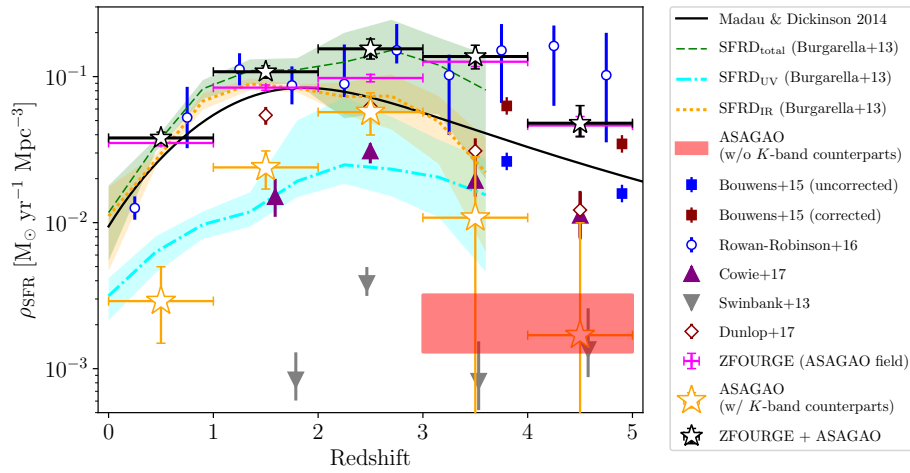 10⁻¹
10⁻²
10⁻³
ρSFR [M⊙ yr⁻¹ Mpc⁻³]
0 1 2 3 4 5
Redshift
Madau & Dickinson 2014
SFRDtotal (Burgarella+13)
SFRDUV (Burgarella+13)
SFRDIR (Burgarella+13)
ASAGAO
(w/o K-band counterparts)
Bouwens+15 (uncorrected)
Bouwens+15 (corrected)
Rowan-Robinson+16
Cowie+17
Swinbank+13
Dunlop+17
ZFOURGE (ASAGAO field)
ASAGAO
(w/ K-band counterparts)
ZFOURGE + ASAGAO